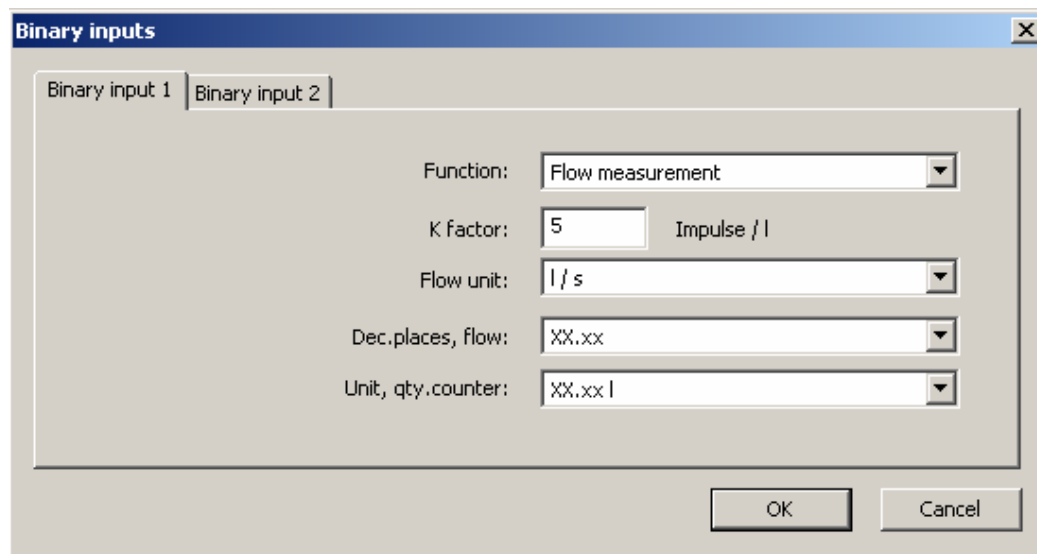 Binary inputs
Binary input 1 Binary input 2
Function: Flow measurement
K factor: 5 Impulse / l
Flow unit: l / s
Dec.places, flow: XX.xx
Unit, qty.counter: XX.xx l
OK Cancel